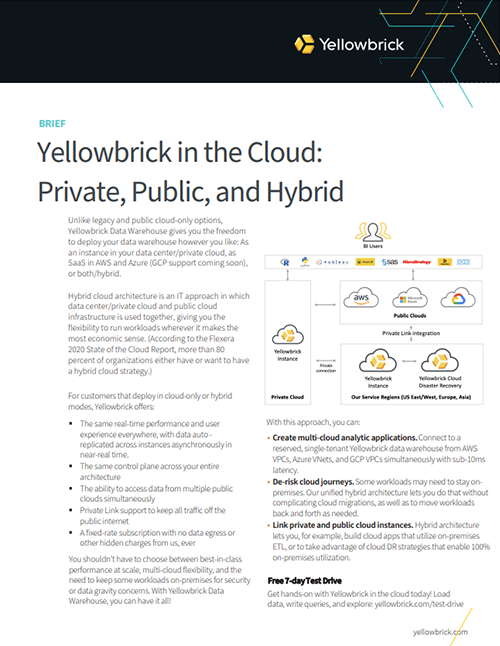 Yellowbrick
BRIEF
Yellowbrick in the Cloud:
Private, Public, and Hybrid
Unlike legacy and public cloud-only options,
Yellowbrick Data Warehouse gives you the freedom
to deploy your data warehouse however you like: As
an instance in your data center/private cloud, as
SaaS in AWS and Azure (GCP support coming soon),
or both/hybrid.
Hybrid cloud architecture is an IT approach in which
data center/private cloud and public cloud
infrastructure is used together, giving you the
flexibility to run workloads wherever it makes the
most economic sense. (According to the Flexera
2020 State of the Cloud Report, more than 80
percent of organizations either have or want to have
a hybrid cloud strategy.)
For customers that deploy in cloud-only or hybrid
modes, Yellowbrick offers:
▪ The same real-time performance and user
experience everywhere, with data auto-
replicated across instances asynchronously in
near-real time.
▪ The same control plane across your entire
architecture
▪ The ability to access data from multiple public
clouds simultaneously
▪ Private Link support to keep all traffic off the
public internet
▪ A fixed-rate subscription with no data egress or
other hidden charges from us, ever
You shouldn't have to choose between best-in-class
performance at scale, multi-cloud flexibility, and the
need to keep some workloads on-premises for security
or data gravity concerns. With Yellowbrick Data
Warehouse, you can have it all!
BI Users
R python tableau Power BI sas MicroStrategy
aws
Microsoft Azure
Public Clouds
Private Link integration
Yellowbrick
Instance
Private
connection
Yellowbrick
Instance
Yellowbrick Cloud
Disaster Recovery
Private Cloud
Our Service Regions (US East/West, Europe, Asia)
With this approach, you can:
• Create multi-cloud analytic applications. Connect to a
reserved, single-tenant Yellowbrick data warehouse from AWS
VPCs, Azure VNets, and GCP VPCs simultaneously with sub-10ms
latency.
• De-risk cloud journeys. Some workloads may need to stay on-
premises. Our unified hybrid architecture lets you do that without
complicating cloud migrations, as well as to move workloads
back and forth as needed.
• Link private and public cloud instances. Hybrid architecture
lets you, for example, build cloud apps that utilize on-premises
ETL, or to take advantage of cloud DR strategies that enable 100%
on-premises utilization.
Free 7-day Test Drive
Get hands-on with Yellowbrick in the cloud today! Load
data, write queries, and explore: yellowbrick.com/test-drive
yellowbrick.com